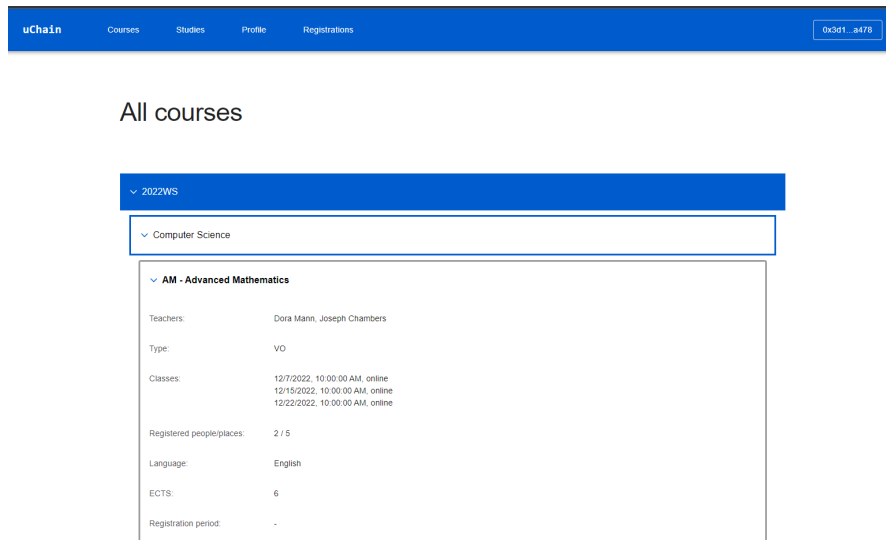 uChain Courses Studies Profile Registrations 0x3d1...a478
All courses
2022WS
Computer Science
AM - Advanced Mathematics
Teachers: Dora Mann, Joseph Chambers
Type: VO
Classes: 12/7/2022, 10:00:00 AM, online
12/15/2022, 10:00:00 AM, online
12/22/2022, 10:00:00 AM, online
Registered people/places: 2 / 5
Language: English
ECTS: 6
Registration period: -